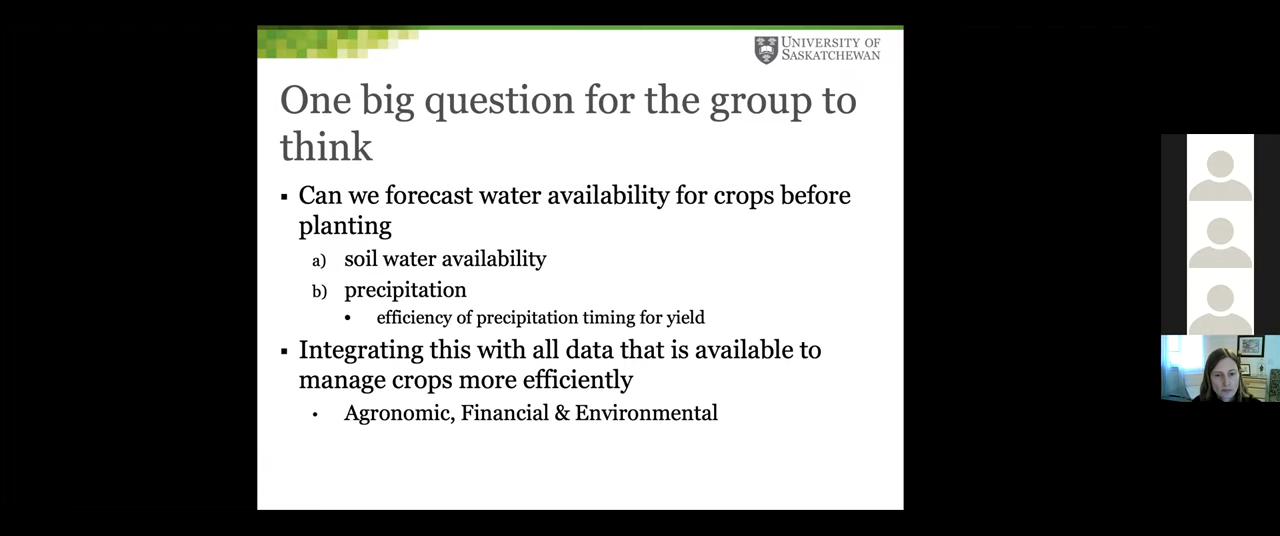 UNIVERSITY OF
SASKATCHEWAN
One big question for the group to
think
▪ Can we forecast water availability for crops before
planting
a) soil water availability
b) precipitation
• efficiency of precipitation timing for yield
▪ Integrating this with all data that is available to
manage crops more efficiently
• Agronomic, Financial & Environmental